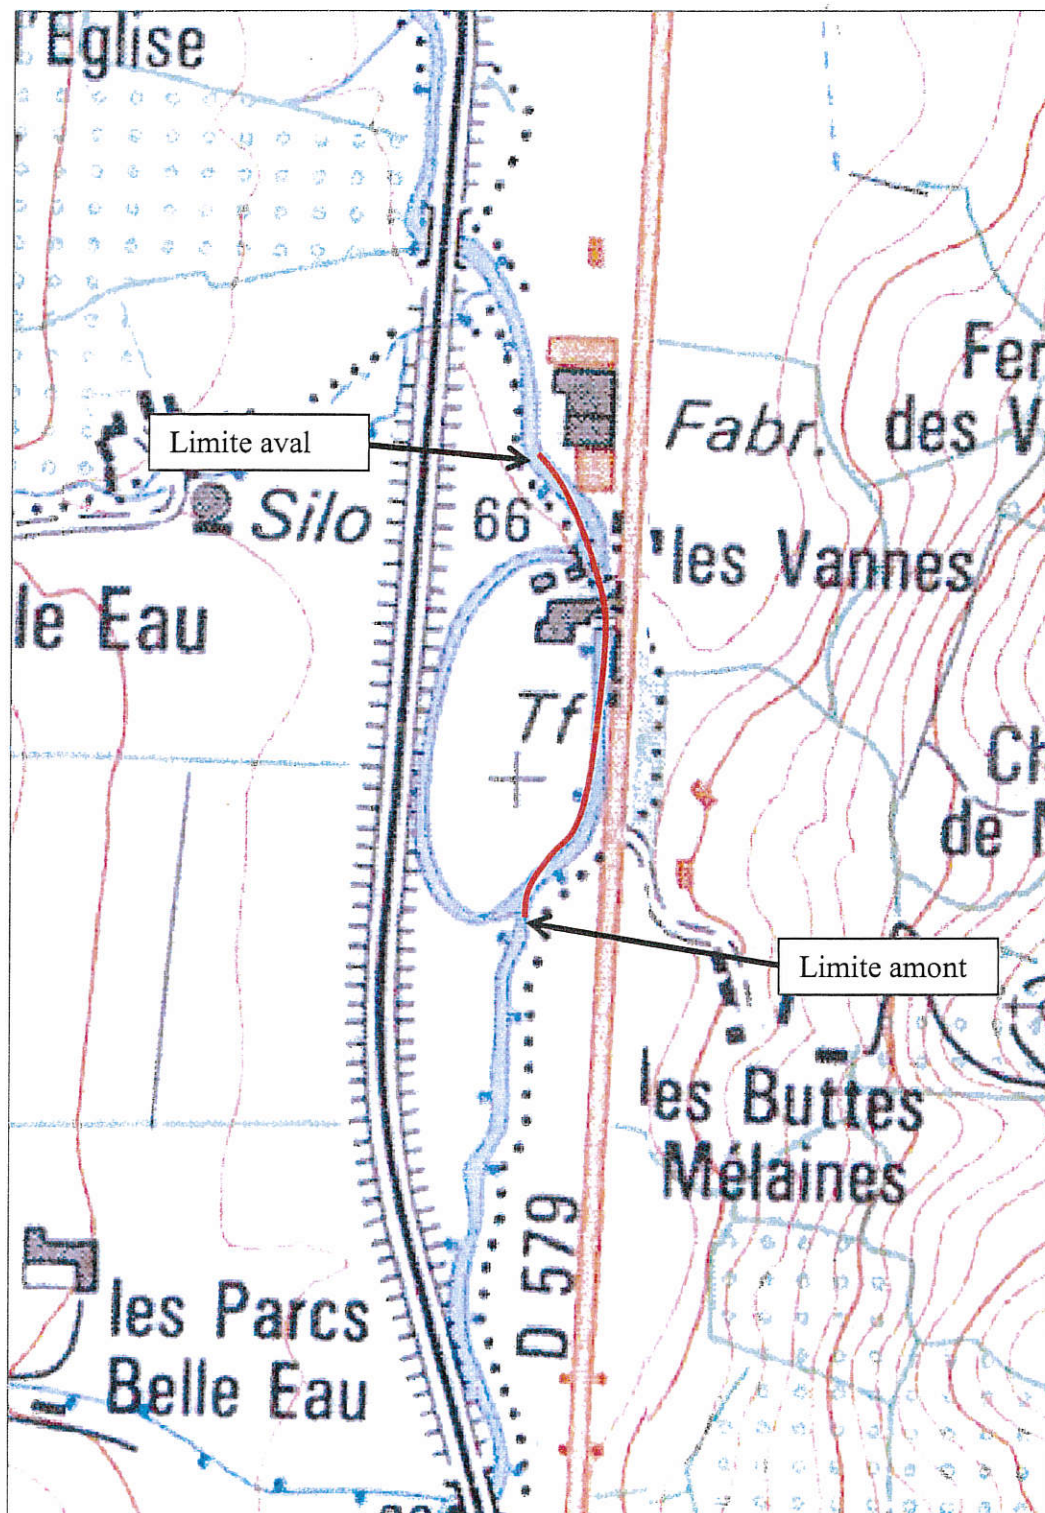 l'Eglise
Fer
des V
Fabr.
Limite aval
Silo
66
les Vannes
le Eau
Tf
Ch
de M
Limite amont
les Buttes
Mélaines
D 579
les Parcs
Belle Eau